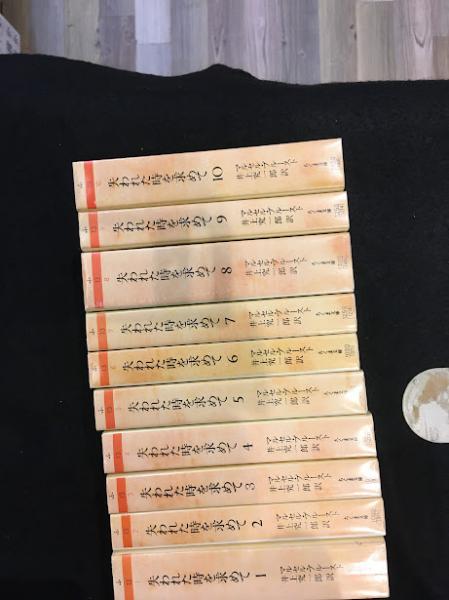 失われた時を求めて 10
マルセル・プルースト
井上究一郎 訳
失われた時を求めて 9
マルセル・プルースト
井上究一郎 訳
失われた時を求めて 8
マルセル・プルースト
井上究一郎 訳
失われた時を求めて 7
マルセル・プルースト
井上究一郎 訳
失われた時を求めて 6
マルセル・プルースト
井上究一郎 訳
失われた時を求めて 5
マルセル・プルースト
井上究一郎 訳
失われた時を求めて 4
マルセル・プルースト
井上究一郎 訳
失われた時を求めて 3
マルセル・プルースト
井上究一郎 訳
失われた時を求めて 2
マルセル・プルースト
井上究一郎 訳
失われた時を求めて 1
マルセル・プルースト
井上究一郎 訳